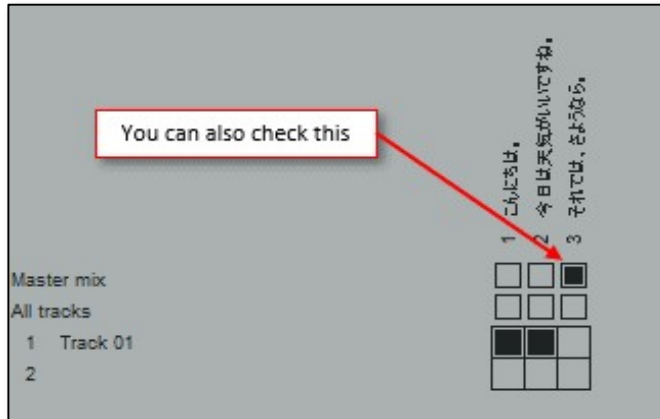 You can also check this
1 こんにちは。
2 今日は天気がいいですね。
3 それでは、さようなら。
Master mix
All tracks
1 Track 01
2